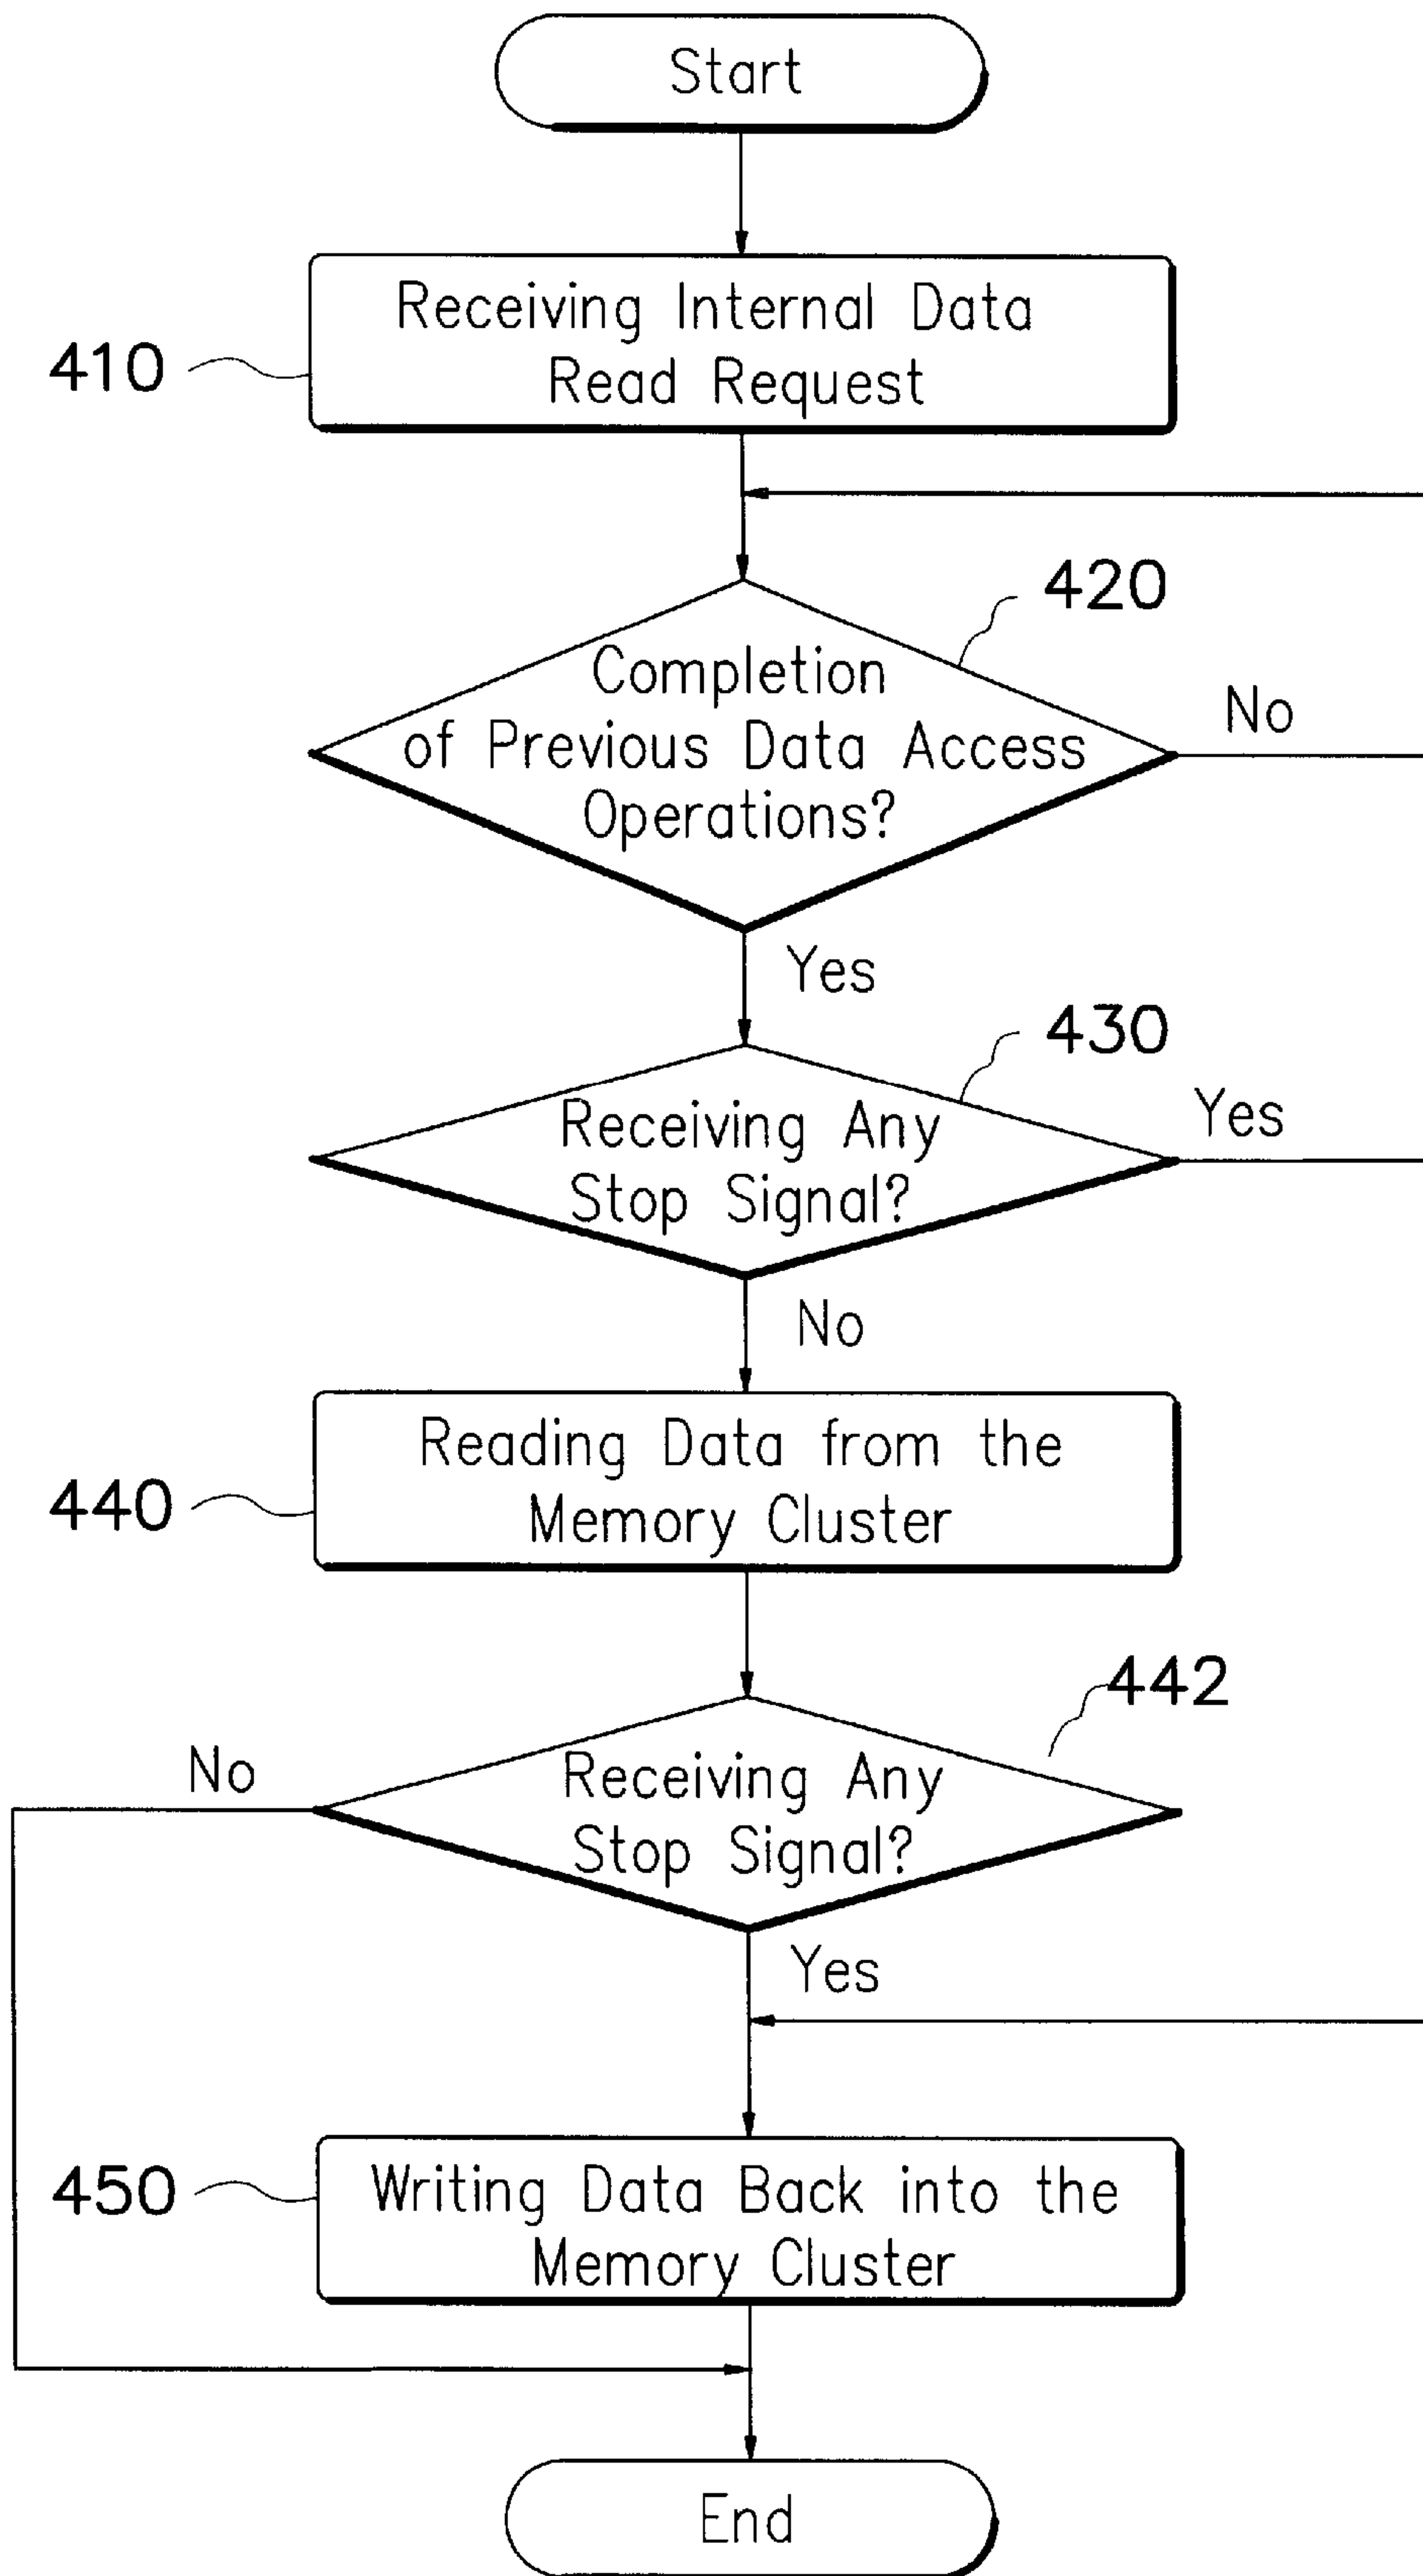 Start
Receiving Internal Data
Read Request
410
420
Completion
of Previous Data Access
Operations?
No
Yes
430
Receiving Any
Stop Signal?
Yes
No
Reading Data from the
Memory Cluster
440
442
No
Receiving Any
Stop Signal?
Yes
450
Writing Data Back into the
Memory Cluster
End